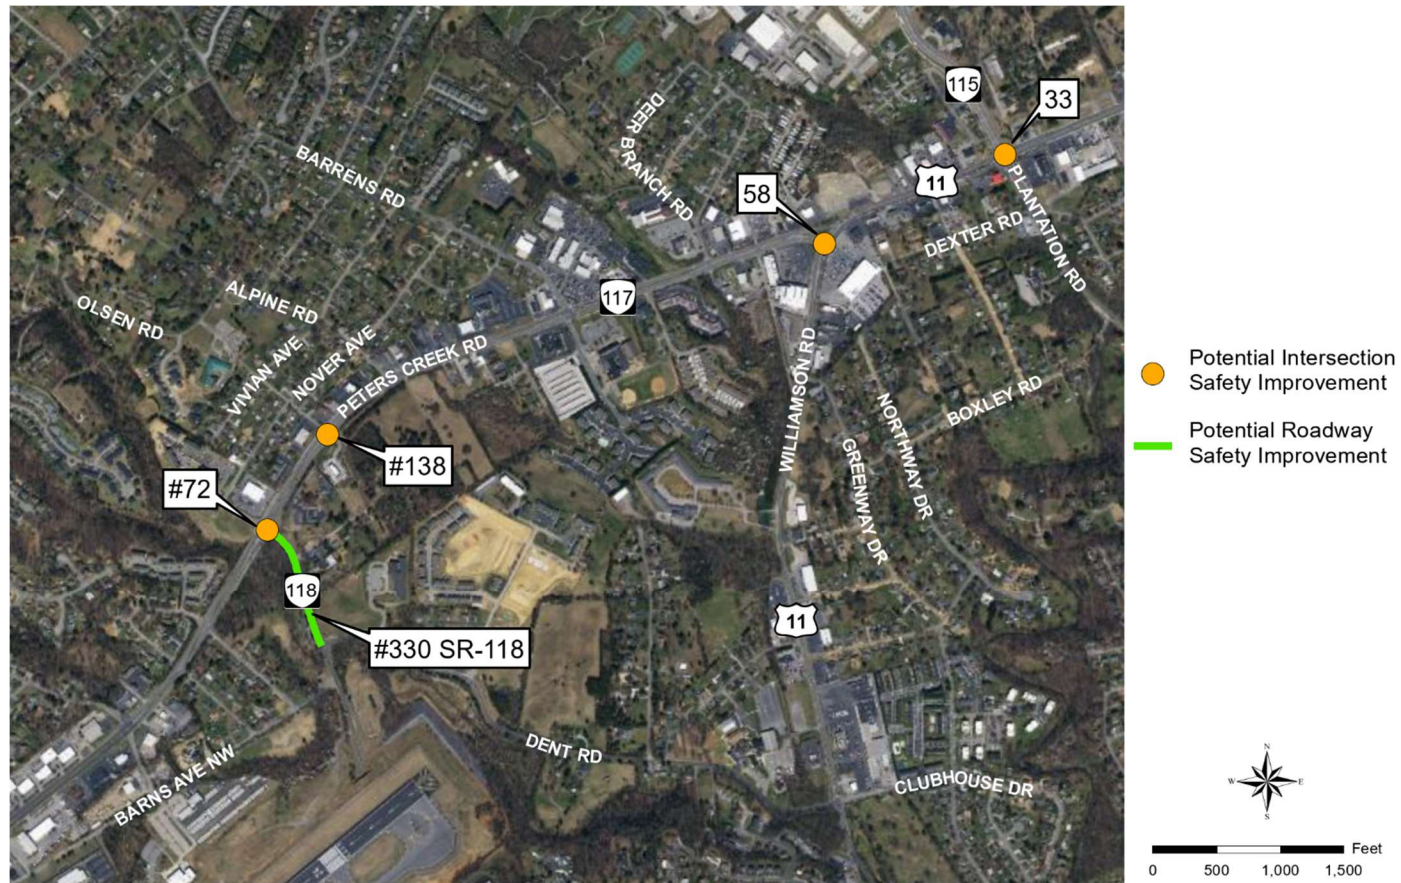 115
33
DEER BRANCH RD
BARRENS RD
11
58
PLANTATION RD
DEXTER RD
117
ALPINE RD
OLSEN RD
VIVIAN AVE
NOVER AVE
PETERS CREEK RD
WILLIAMSON RD
NORTHWAY DR
BOXLEY RD
GREENWAY DR
#138
#72
118
#330 SR-118
11
DENT RD
BARNS AVE NW
CLUBHOUSE DR
Potential Intersection
Safety Improvement
Potential Roadway
Safety Improvement
N
W E
S
Feet
0 500 1,000 1,500